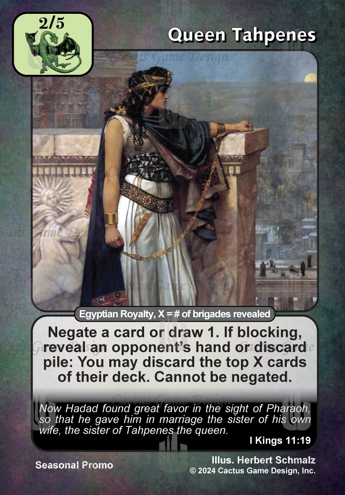 2/5
Queen Tahpenes
Egyptian Royalty, X = # of brigades revealed
Negate a card or draw 1. If blocking,
reveal an opponent's hand or discard
pile: You may discard the top X cards
of their deck. Cannot be negated.
Now Hadad found great favor in the sight of Pharaoh,
so that he gave him in marriage the sister of his own
wife, the sister of Tahpenes the queen.
I Kings 11:19
Seasonal Promo
Illus. Herbert Schmalz
© 2024 Cactus Game Design, Inc.